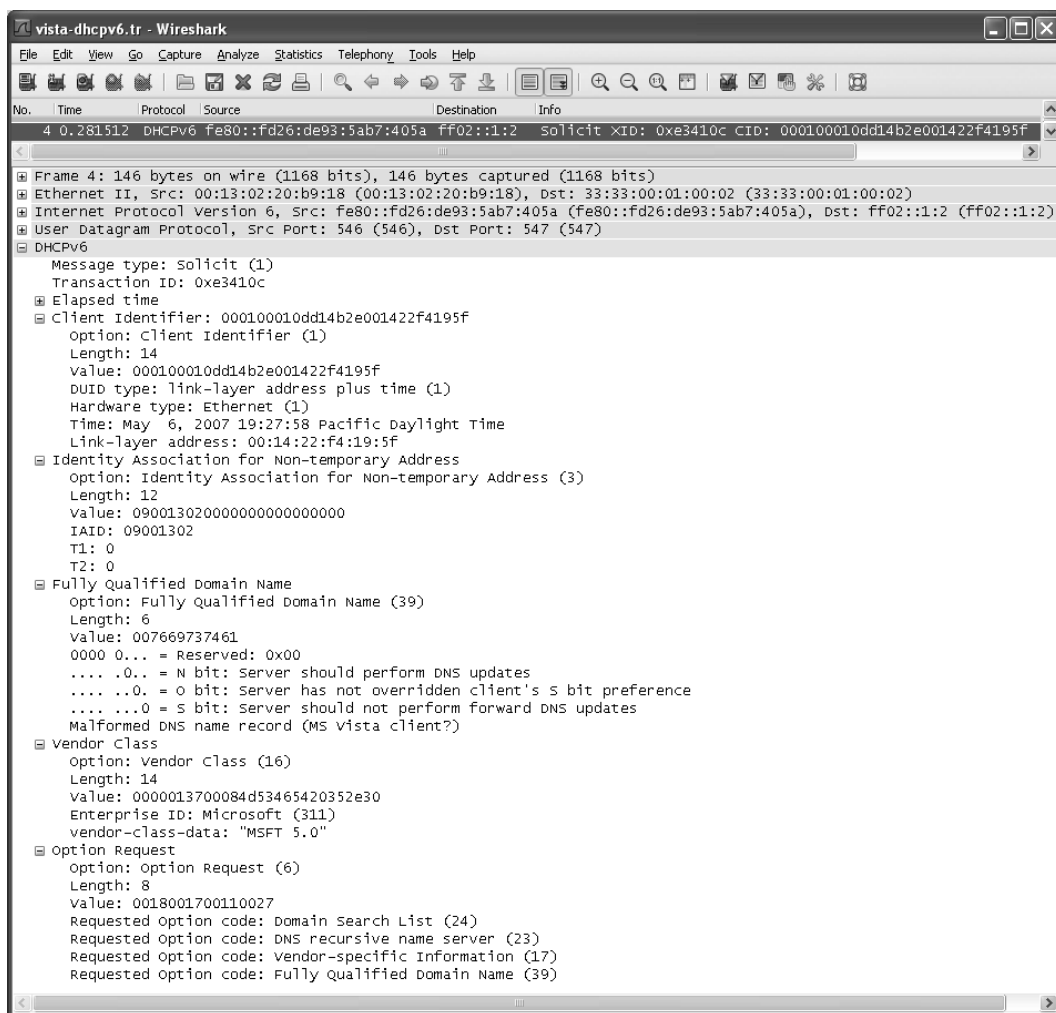 vista-dhcpv6.tr - Wireshark
File Edit View Go Capture Analyze Statistics Telephony Tools Help
No. Time Protocol Source Destination Info
4 0.281512 DHCPv6 fe80::fd26:de93:5ab7:405a ff02::1:2 Solicit XID: 0xe3410c CID: 000100010dd14b2e001422f4195f
Frame 4: 146 bytes on wire (1168 bits), 146 bytes captured (1168 bits)
Ethernet II, Src: 00:13:02:20:b9:18 (00:13:02:20:b9:18), Dst: 33:33:00:01:00:02 (33:33:00:01:00:02)
Internet Protocol Version 6, Src: fe80::fd26:de93:5ab7:405a (fe80::fd26:de93:5ab7:405a), Dst: ff02::1:2 (ff02::1:2)
User Datagram Protocol, Src Port: 546 (546), Dst Port: 547 (547)
DHCPv6
Message type: Solicit (1)
Transaction ID: 0xe3410c
Elapsed time
Client Identifier: 000100010dd14b2e001422f4195f
Option: Client Identifier (1)
Length: 14
Value: 000100010dd14b2e001422f4195f
DUID type: link-layer address plus time (1)
Hardware type: Ethernet (1)
Time: May 6, 2007 19:27:58 Pacific Daylight Time
Link-layer address: 00:14:22:f4:19:5f
Identity Association for Non-temporary Address
Option: Identity Association for Non-temporary Address (3)
Length: 12
Value: 090013020000000000000000
IAID: 09001302
T1: 0
T2: 0
Fully Qualified Domain Name
Option: Fully Qualified Domain Name (39)
Length: 6
Value: 007669737461
0000 0... = Reserved: 0x00
.... .0.. = N bit: Server should perform DNS updates
.... ..0. = O bit: Server has not overridden client's S bit preference
.... ...0 = S bit: Server should not perform forward DNS updates
Malformed DNS name record (MS Vista client?)
Vendor Class
Option: Vendor Class (16)
Length: 14
Value: 0000013700084d53465420352e30
Enterprise ID: Microsoft (311)
vendor-class-data: "MSFT 5.0"
Option Request
Option: Option Request (6)
Length: 8
Value: 0018001700110027
Requested Option code: Domain Search List (24)
Requested Option code: DNS recursive name server (23)
Requested Option code: Vendor-specific Information (17)
Requested Option code: Fully Qualified Domain Name (39)